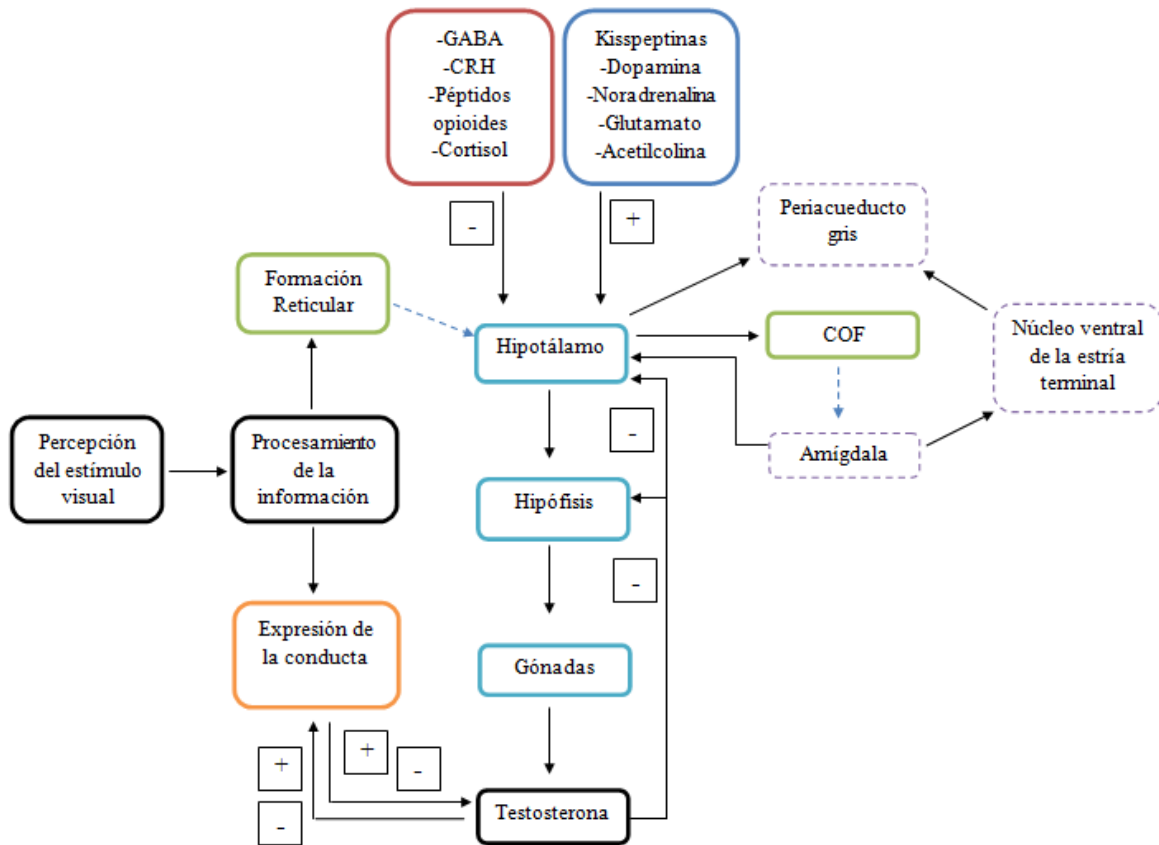 -GABA
-CRH
-Péptidos
opioides
-Cortisol
Kisspeptinas
-Dopamina
-Noradrenalina
-Glutamato
-Acetilcolina
-
+
Periacueducto
gris
Formación
Reticular
Hipotálamo
COF
Núcleo ventral
de la estría
terminal
-
Amígdala
Percepción
del estímulo
visual
Procesamiento
de la
información
Hipófisis
-
Expresión de
la conducta
Gónadas
+
-
+
-
Testosterona